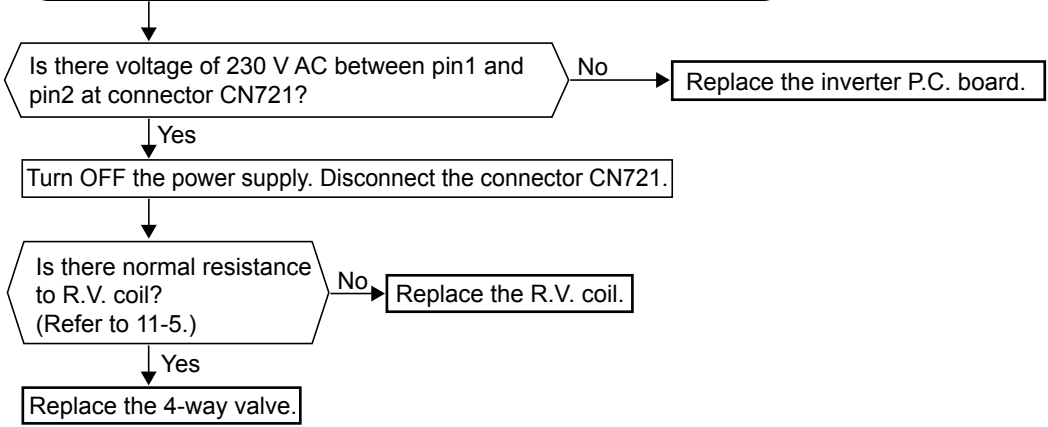 Is there voltage of 230 V AC between pin1 and
pin2 at connector CN721?
No
Replace the inverter P.C. board.
Yes
Turn OFF the power supply. Disconnect the connector CN721.
Is there normal resistance
to R.V. coil?
(Refer to 11-5.)
No
Replace the R.V. coil.
Yes
Replace the 4-way valve.